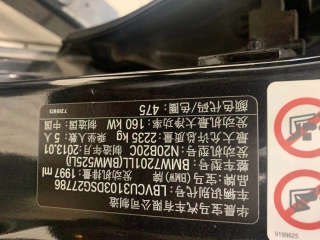 华晨宝马汽车有限公司制造
车辆识别代号: LBVCU3103DSC27786
品牌: 宝马 (BMW) 发动机排量: 1997 ml
车辆型号: BMW7201LL(BMW525Li)
发动机型号: N20B20C 制造年月: 2013.01
最大允许总质量: 2235 kg 乘坐人数: 5 人
发动机最大净功率: 160 kW 制造国: 中国
颜色代码/色圈: 475
9199625